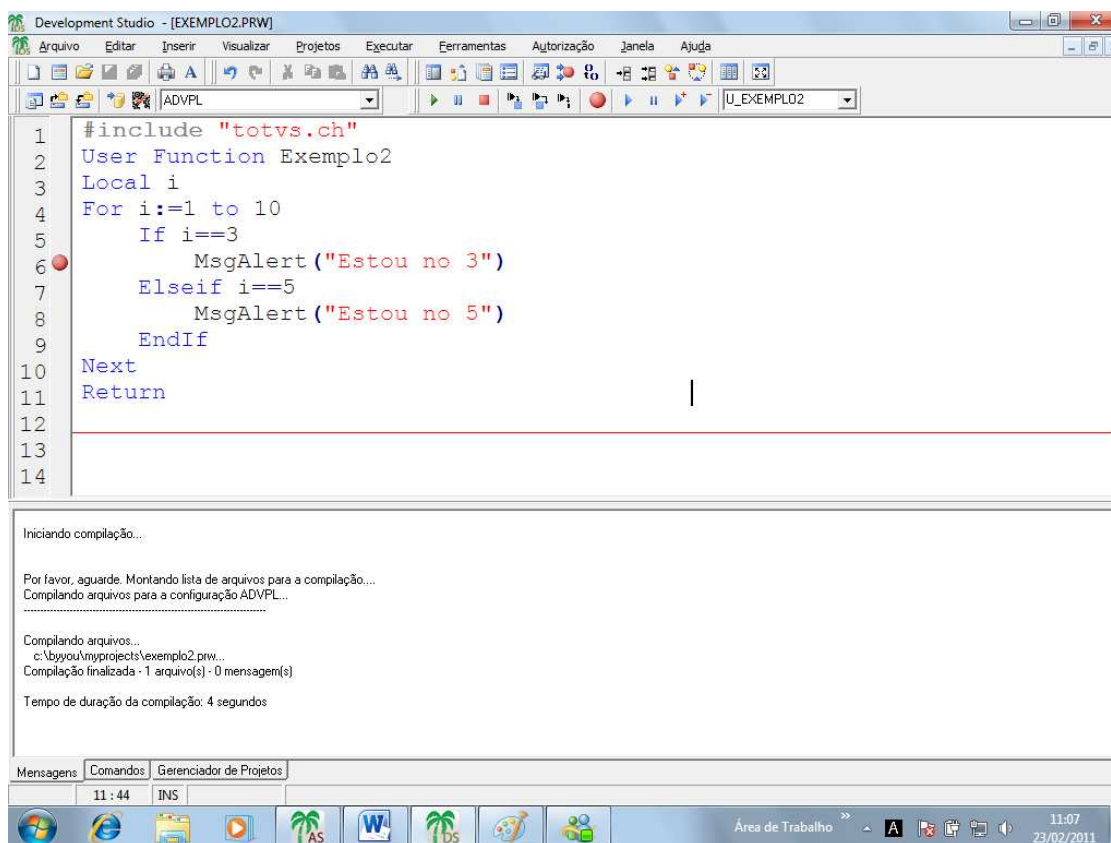 Development Studio - [EXEMPLO2.PRW]
Arquivo Editar Inserir Visualizar Projetos Executar Ferramentas Autorização Janela Ajuda
ADVPL U_EXEMPLO2
1 #include "totvs.ch"
2 User Function Exemplo2
3 Local i
4 For i:=1 to 10
5 If i==3
6 MsgAlert("Estou no 3")
7 Elseif i==5
8 MsgAlert("Estou no 5")
9 EndIf
10 Next
11 Return
12
13
14
Iniciando compilação...
Por favor, aguarde. Montando lista de arquivos para a compilação....
Compilando arquivos para a configuração ADVPL...
Compilando arquivos...
c:\byyou\myprojects\exemplo2.prw...
Compilação finalizada - 1 arquivo(s) - 0 mensagem(s)
Tempo de duração da compilação: 4 segundos
Mensagens Comandos Gerenciador de Projetos
11 : 44 INS
AS W DS Área de Trabalho » A 11:07
23/02/2011